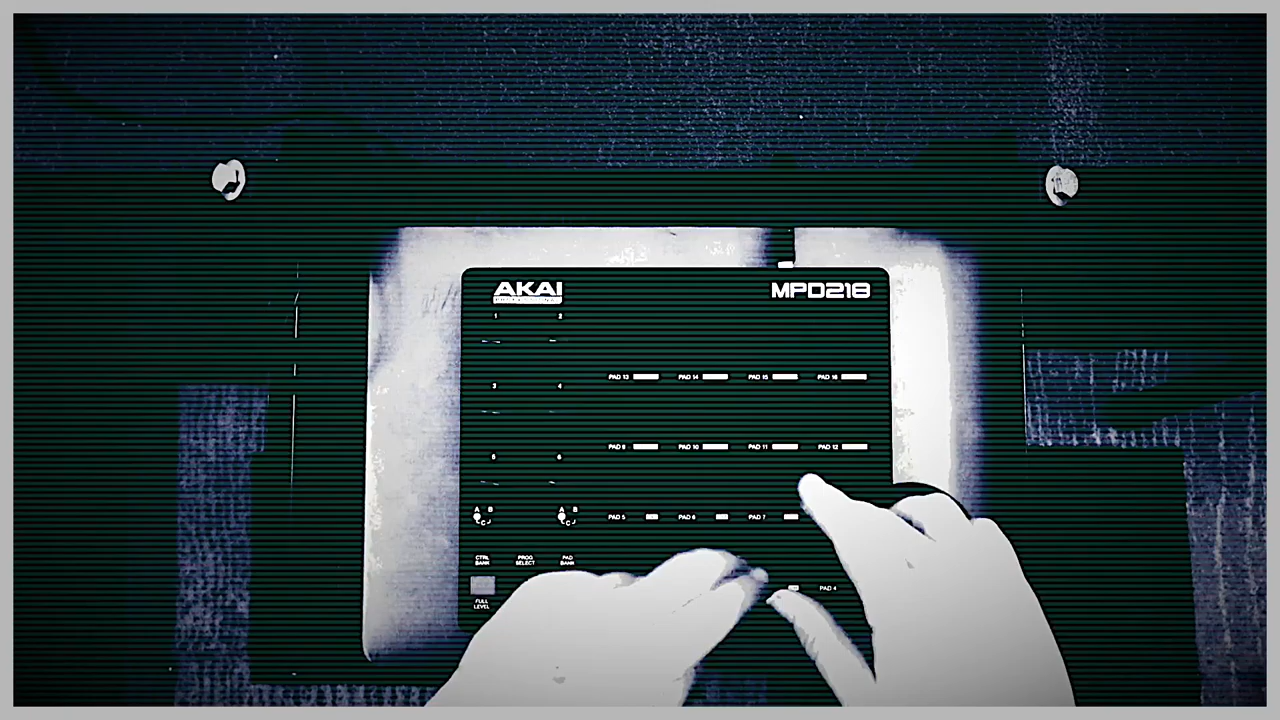 AKAI
PROFESSIONAL
MPD218
1 2
PAD 13 PAD 14 PAD 15 PAD 16
3 4
PAD 9 PAD 10 PAD 11 PAD 12
5 6
A B C A B C
PAD 5 PAD 6 PAD 7
CTRL BANK
PROG SELECT
PAD BANK
PAD 4
FULL LEVEL